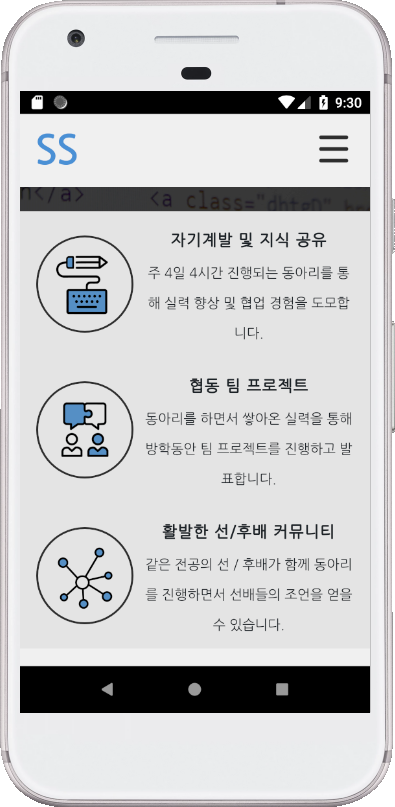 9:30
SS
n</a> <a class="dhtgn" hr
자기계발 및 지식 공유
주 4일 4시간 진행되는 동아리를 통
해 실력 향상 및 협업 경험을 도모합
니다.
협동 팀 프로젝트
동아리를 하면서 쌓아온 실력을 통해
방학동안 팀 프로젝트를 진행하고 발
표합니다.
활발한 선/후배 커뮤니티
같은 전공의 선 / 후배가 함께 동아리
를 진행하면서 선배들의 조언을 얻을
수 있습니다.